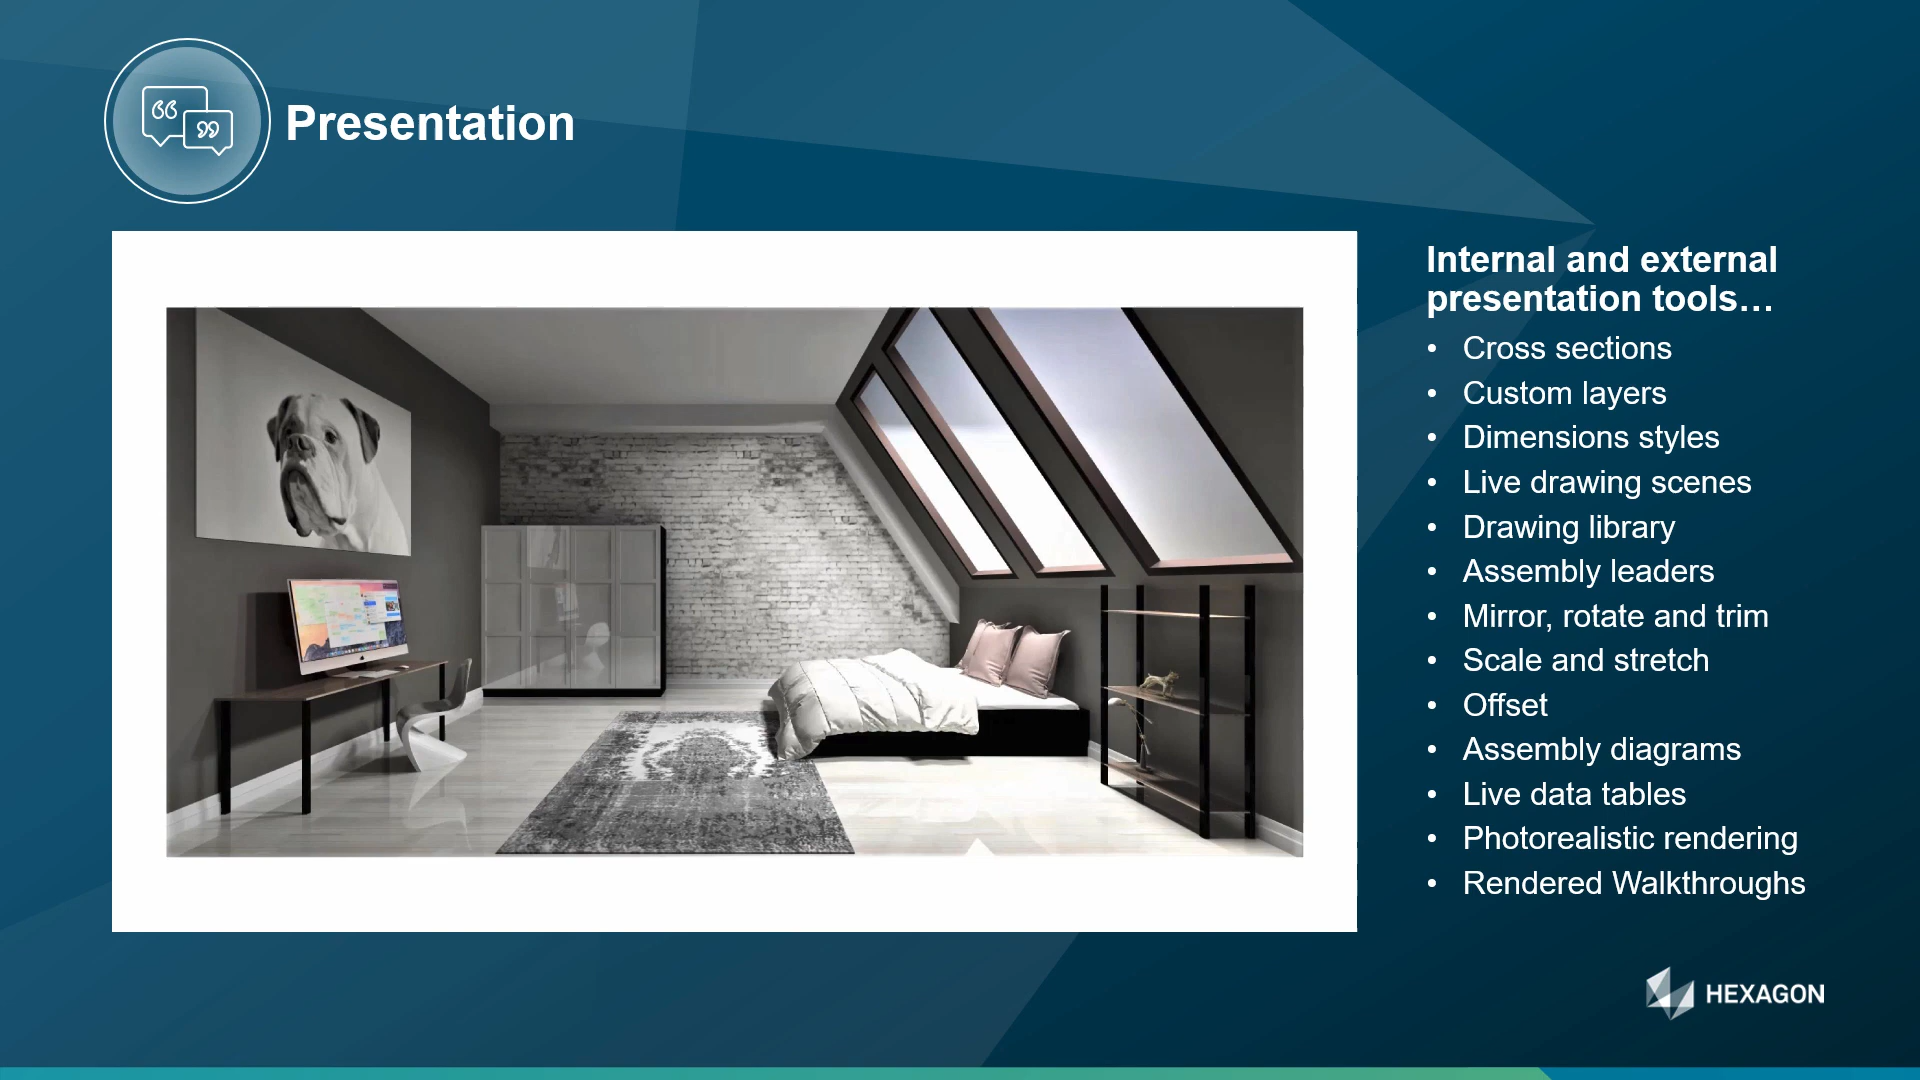 Presentation
Internal and external
presentation tools…
• Cross sections
• Custom layers
• Dimensions styles
• Live drawing scenes
• Drawing library
• Assembly leaders
• Mirror, rotate and trim
• Scale and stretch
• Offset
• Assembly diagrams
• Live data tables
• Photorealistic rendering
• Rendered Walkthroughs
HEXAGON